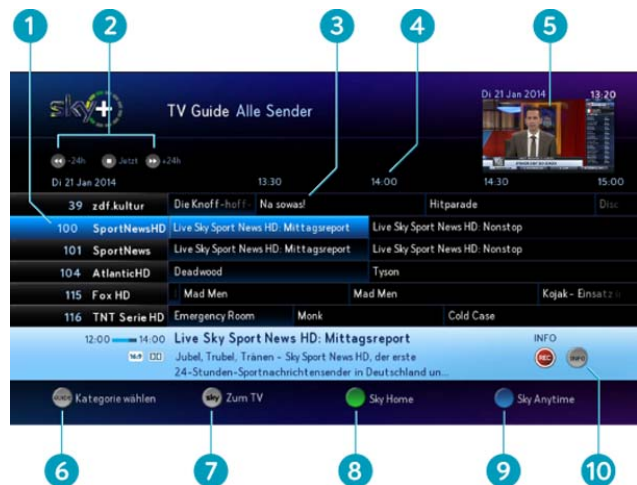 1 2 3 4 5
sky+ TV Guide Alle Sender
Di 21 Jan 2014 13:20
-24h Jetzt +24h
Di 21 Jan 2014 13:30 14:00 14:30 15:00
39 zdf.kultur Die Knoff-hoff- Na sowas! Hitparade Disc
100 SportNewsHD Live Sky Sport News HD: Mittagsreport Live Sky Sport News HD: Nonstop
101 SportNews Live Sky Sport News HD: Mittagsreport Live Sky Sport News HD: Nonstop
104 AtlanticHD Deadwood Tyson
115 Fox HD Mad Men Mad Men Kojak - Einsatz i
116 TNT Serie HD Emergency Room Monk Cold Case
12:00 14:00 Live Sky Sport News HD: Mittagsreport INFO
16:9 Jubel, Trubel, Tränen - Sky Sport News HD, der erste REC INFO
24-Stunden-Sportnachrichtensender in Deutschland un...
GUIDE Kategorie wählen sky Zum TV Sky Home Sky Anytime
6 7 8 9 10